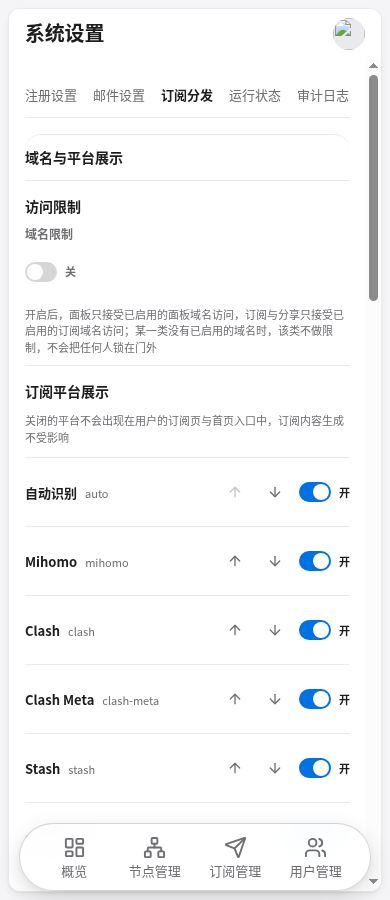 系统设置
注册设置 邮件设置 订阅分发 运行状态 审计日志
域名与平台展示
访问限制
域名限制
关
开启后，面板只接受已启用的面板域名访问，订阅与分享只接受已
启用的订阅域名访问；某一类没有已启用的域名时，该类不做限
制，不会把任何人锁在门外
订阅平台展示
关闭的平台不会出现在用户的订阅页与首页入口中，订阅内容生成
不受影响
自动识别 auto 开
Mihomo mihomo 开
Clash clash 开
Clash Meta clash-meta 开
Stash stash 开
概览 节点管理 订阅管理 用户管理